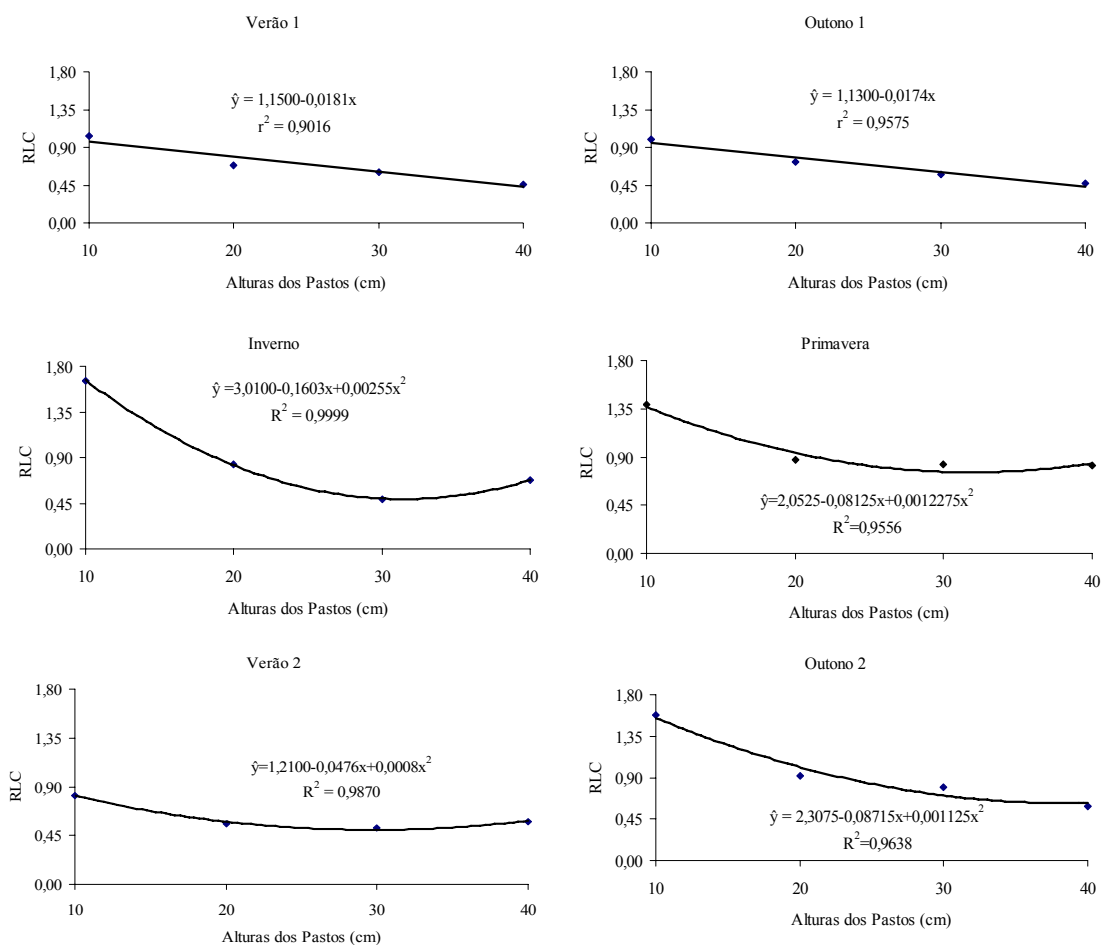 Verão 1
1,80
1,35
0,90
0,45
0,00
RLC
ŷ = 1,1500-0,0181x
r² = 0,9016
10 20 30 40
Alturas dos Pastos (cm)
Outono 1
1,80
1,35
0,90
0,45
0,00
RLC
ŷ = 1,1300-0,0174x
r² = 0,9575
10 20 30 40
Alturas dos Pastos (cm)
Inverno
1,80
1,35
0,90
0,45
0,00
RLC
ŷ =3,0100-0,1603x+0,00255x²
R² = 0,9999
10 20 30 40
Alturas dos Pastos (cm)
Primavera
1,80
1,35
0,90
0,45
0,00
RLC
ŷ=2,0525-0,08125x+0,0012275x²
R²=0,9556
10 20 30 40
Alturas dos Pastos (cm)
Verão 2
1,80
1,35
0,90
0,45
0,00
RLC
ŷ=1,2100-0,0476x+0,0008x²
R² = 0,9870
10 20 30 40
Alturas dos Pastos (cm)
Outono 2
1,80
1,35
0,90
0,45
0,00
RLC
ŷ = 2,3075-0,08715x+0,001125x²
R²=0,9638
10 20 30 40
Alturas dos Pastos (cm)